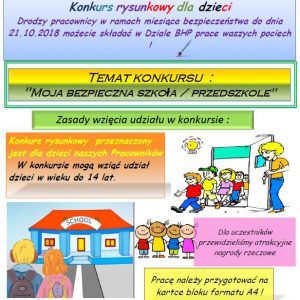 Konkurs rysunkowy dla dzieci
Drodzy pracownicy w ramach miesiąca bezpieczeństwa do dnia
21.10.2018 możecie składać w Dziale BHP prace waszych pociech
!
TEMAT KONKURSU :
"MOJA BEZPIECZNA SZKOŁA / PRZEDSZKOLE"
Zasady wzięcia udziału w konkursie :
Konkurs rysunkowy przeznaczony
jest dla dzieci naszych Pracowników
W konkursie mogą wziąć udział
dzieci w wieku do 14 lat.
SCHOOL
Dla uczestników
przewidzieliśmy atrakcyjne
nagrody rzeczowe
Pracę należy przygotować na
kartce bloku formatu A4 !